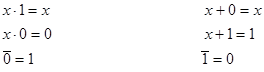 x·1 = x    x + 0 = x
x·0 = 0    x + 1 = 1
0̅ = 1    1̅ = 0